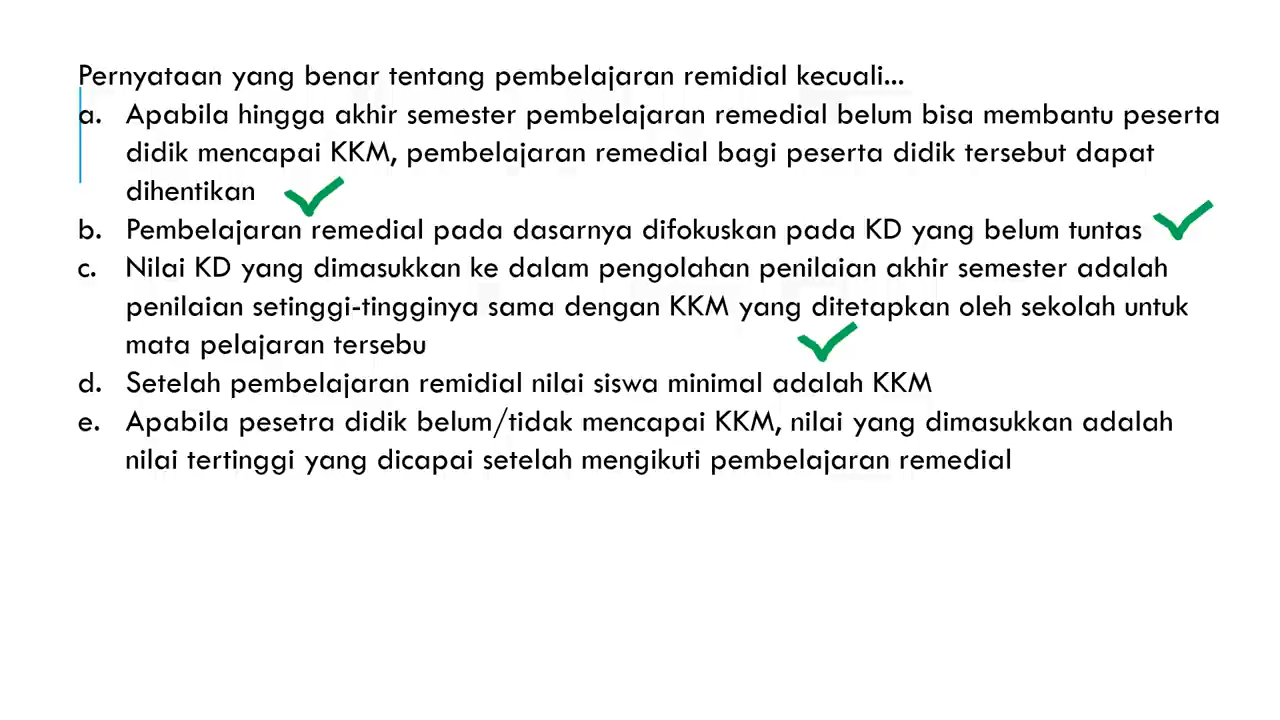 Pernyataan yang benar tentang pembelajaran remidial kecuali...
a. Apabila hingga akhir semester pembelajaran remedial belum bisa membantu peserta
didik mencapai KKM, pembelajaran remedial bagi peserta didik tersebut dapat
dihentikan
b. Pembelajaran remedial pada dasarnya difokuskan pada KD yang belum tuntas
c. Nilai KD yang dimasukkan ke dalam pengolahan penilaian akhir semester adalah
penilaian setinggi-tingginya sama dengan KKM yang ditetapkan oleh sekolah untuk
mata pelajaran tersebu
d. Setelah pembelajaran remidial nilai siswa minimal adalah KKM
e. Apabila pesetra didik belum/tidak mencapai KKM, nilai yang dimasukkan adalah
nilai tertinggi yang dicapai setelah mengikuti pembelajaran remedial